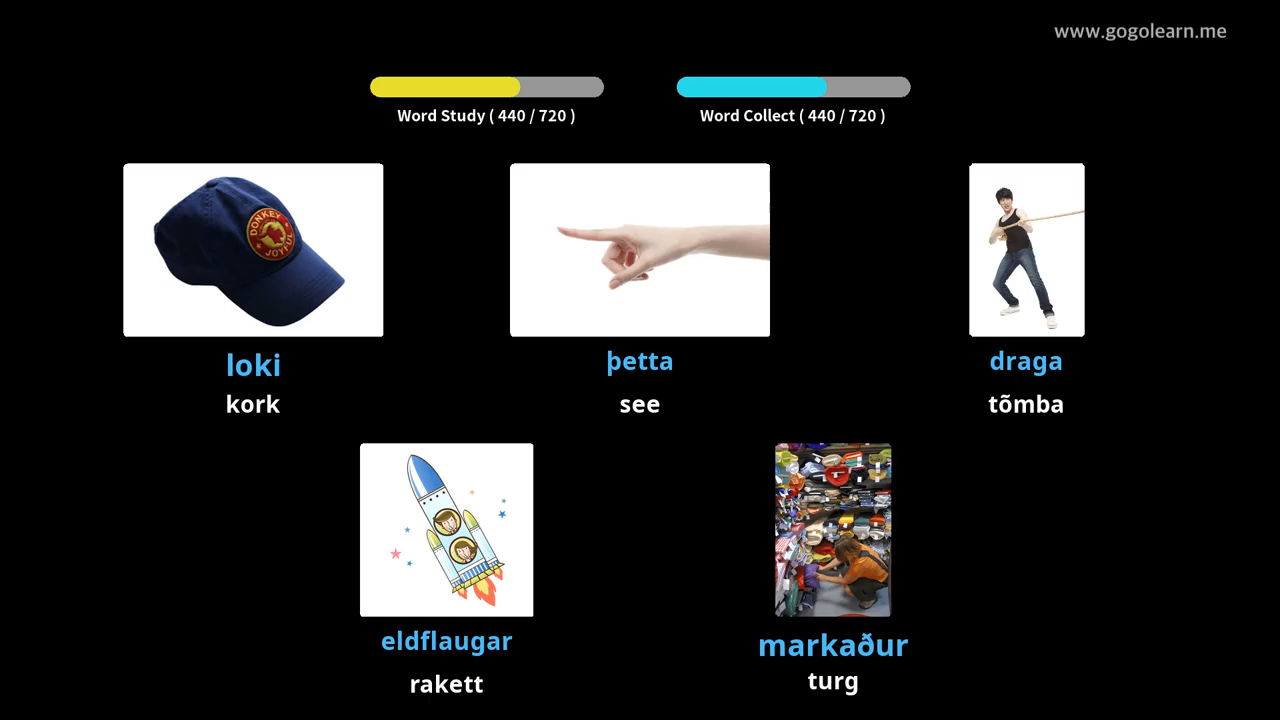 www.gogolearn.me
Word Study ( 440 / 720 )
Word Collect ( 440 / 720 )
DONKEY
JOYFUL
loki
kork
þetta
see
draga
tõmba
eldflaugar
rakett
markaður
turg